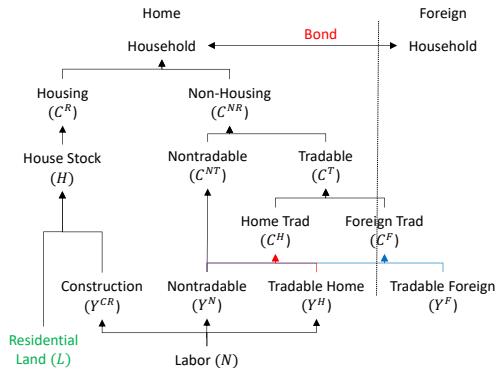 Home Foreign
Household Bond Household
Housing Non-Housing
(C^R) (C^{NR})
House Stock Nontradable Tradable
(H) (C^{NT}) (C^T)
Home Trad Foreign Trad
(C^H) (C^F)
Construction Nontradable Tradable Home Tradable Foreign
(Y^{CR}) (Y^N) (Y^H) (Y^F)
Residential
Land (L) Labor (N)